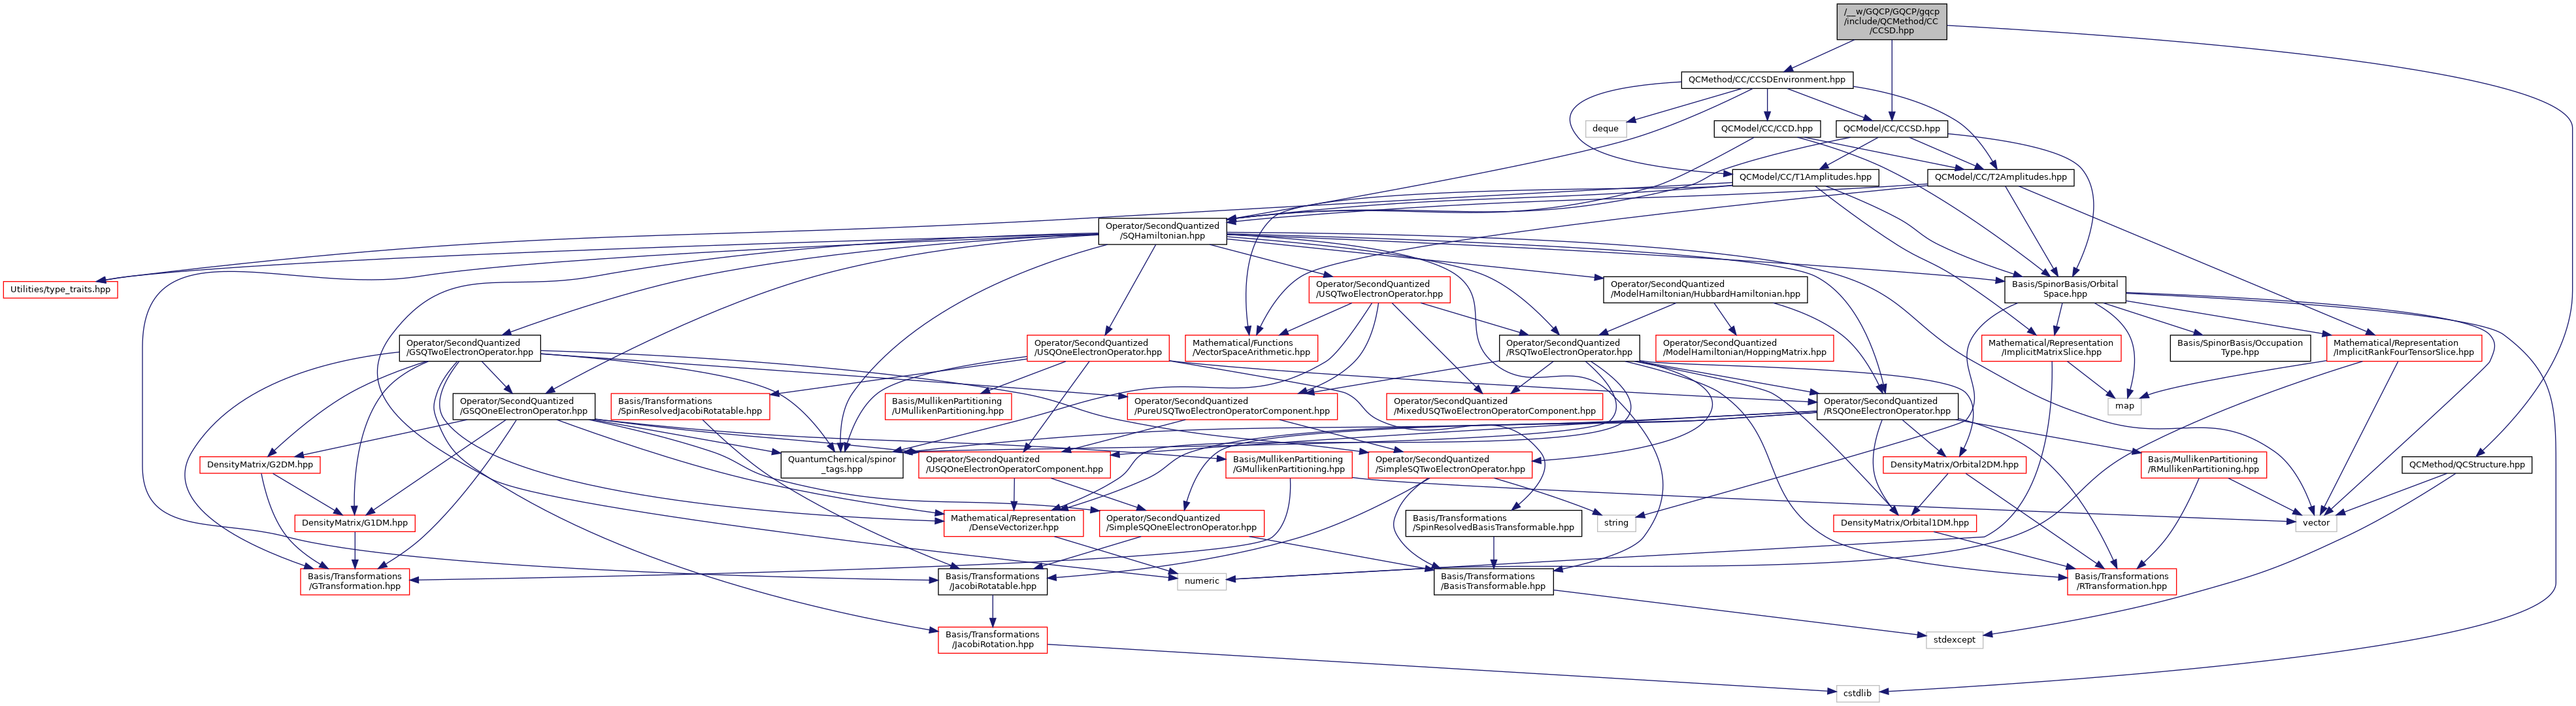 /__w/GQCP/GQCP/gqcp
/include/QCMethod/CC
/CCSD.hpp
QCMethod/CC/CCSDEnvironment.hpp
deque
QCModel/CC/CCD.hpp
QCModel/CC/CCSD.hpp
QCModel/CC/T1Amplitudes.hpp
QCModel/CC/T2Amplitudes.hpp
Operator/SecondQuantized
/SQHamiltonian.hpp
Utilities/type_traits.hpp
Operator/SecondQuantized
/USQTwoElectronOperator.hpp
Operator/SecondQuantized
/ModelHamiltonian/HubbardHamiltonian.hpp
Basis/SpinorBasis/Orbital
Space.hpp
Operator/SecondQuantized
/GSQTwoElectronOperator.hpp
Operator/SecondQuantized
/USQOneElectronOperator.hpp
Mathematical/Functions
/VectorSpaceArithmetic.hpp
Operator/SecondQuantized
/RSQTwoElectronOperator.hpp
Operator/SecondQuantized
/ModelHamiltonian/HoppingMatrix.hpp
Mathematical/Representation
/ImplicitMatrixSlice.hpp
Basis/SpinorBasis/Occupation
Type.hpp
Mathematical/Representation
/ImplicitRankFourTensorSlice.hpp
Operator/SecondQuantized
/GSQOneElectronOperator.hpp
Basis/Transformations
/SpinResolvedJacobiRotatable.hpp
Basis/MullikenPartitioning
/UMullikenPartitioning.hpp
Operator/SecondQuantized
/PureUSQTwoElectronOperatorComponent.hpp
Operator/SecondQuantized
/MixedUSQTwoElectronOperatorComponent.hpp
Operator/SecondQuantized
/RSQOneElectronOperator.hpp
map
DensityMatrix/G2DM.hpp
QuantumChemical/spinor
_tags.hpp
Operator/SecondQuantized
/USQOneElectronOperatorComponent.hpp
Basis/MullikenPartitioning
/GMullikenPartitioning.hpp
Operator/SecondQuantized
/SimpleSQTwoElectronOperator.hpp
DensityMatrix/Orbital2DM.hpp
Basis/MullikenPartitioning
/RMullikenPartitioning.hpp
QCMethod/QCStructure.hpp
DensityMatrix/G1DM.hpp
Mathematical/Representation
/DenseVectorizer.hpp
Operator/SecondQuantized
/SimpleSQOneElectronOperator.hpp
Basis/Transformations
/SpinResolvedBasisTransformable.hpp
string
DensityMatrix/Orbital1DM.hpp
vector
Basis/Transformations
/GTransformation.hpp
Basis/Transformations
/JacobiRotatable.hpp
numeric
Basis/Transformations
/BasisTransformable.hpp
Basis/Transformations
/RTransformation.hpp
Basis/Transformations
/JacobiRotation.hpp
stdexcept
cstdlib